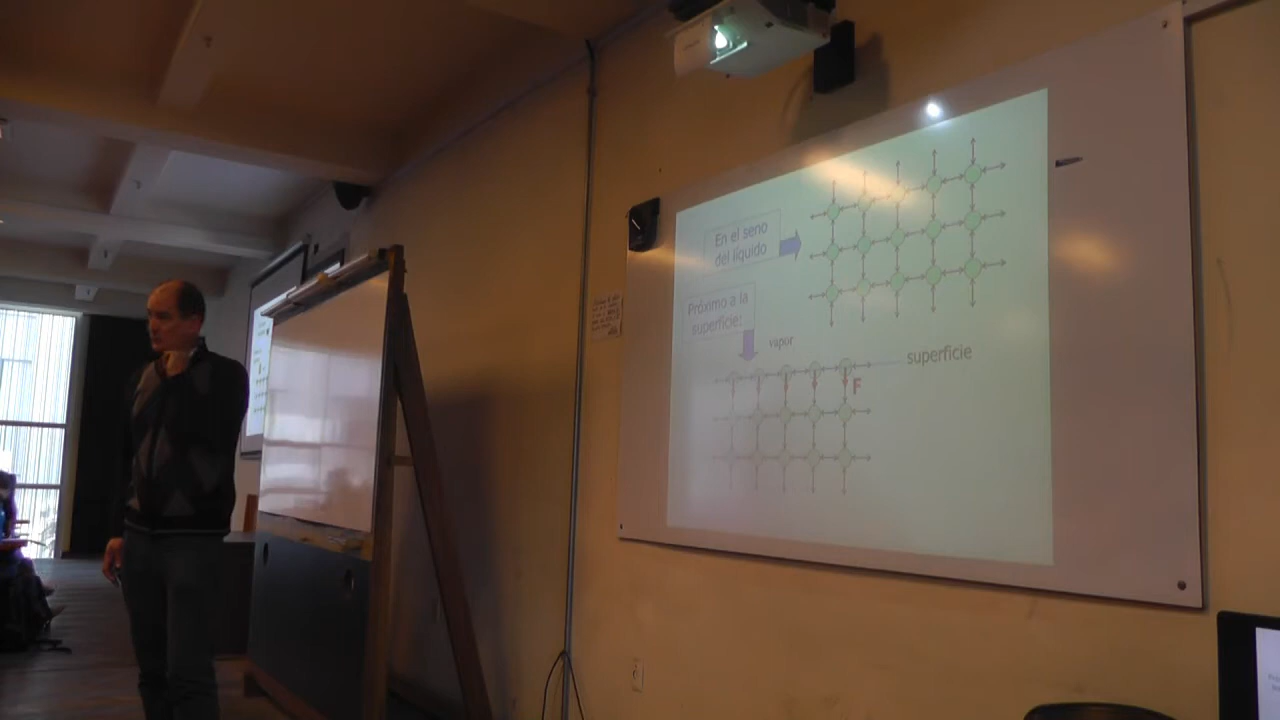 En el seno
del líquido
Próximo a la
superficie:
vapor
superficie
F